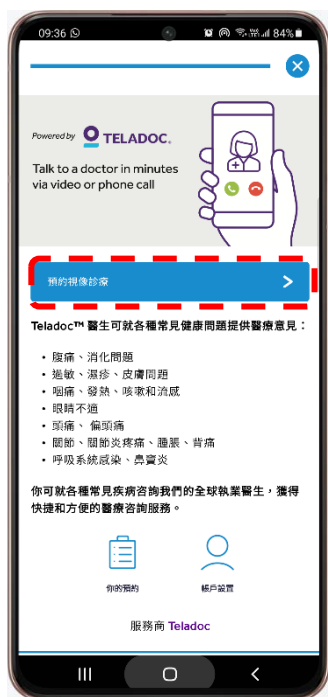 09:36
84%
Powered by TELADOC.
Talk to a doctor in minutes
via video or phone call
預約視像診療
Teladoc™ 醫生可就各種常見健康問題提供醫療意見：
• 腹痛、消化問題
• 過敏、濕疹、皮膚問題
• 咽痛、發熱、咳嗽和流感
• 眼睛不適
• 頭痛、 偏頭痛
• 關節、關節炎疼痛、腫脹、背痛
• 呼吸系統感染、鼻竇炎
你可就各種常見疾病咨詢我們的全球執業醫生，獲得
快捷和方便的醫療咨詢服務。
你的預約
帳戶設置
服務商 Teladoc